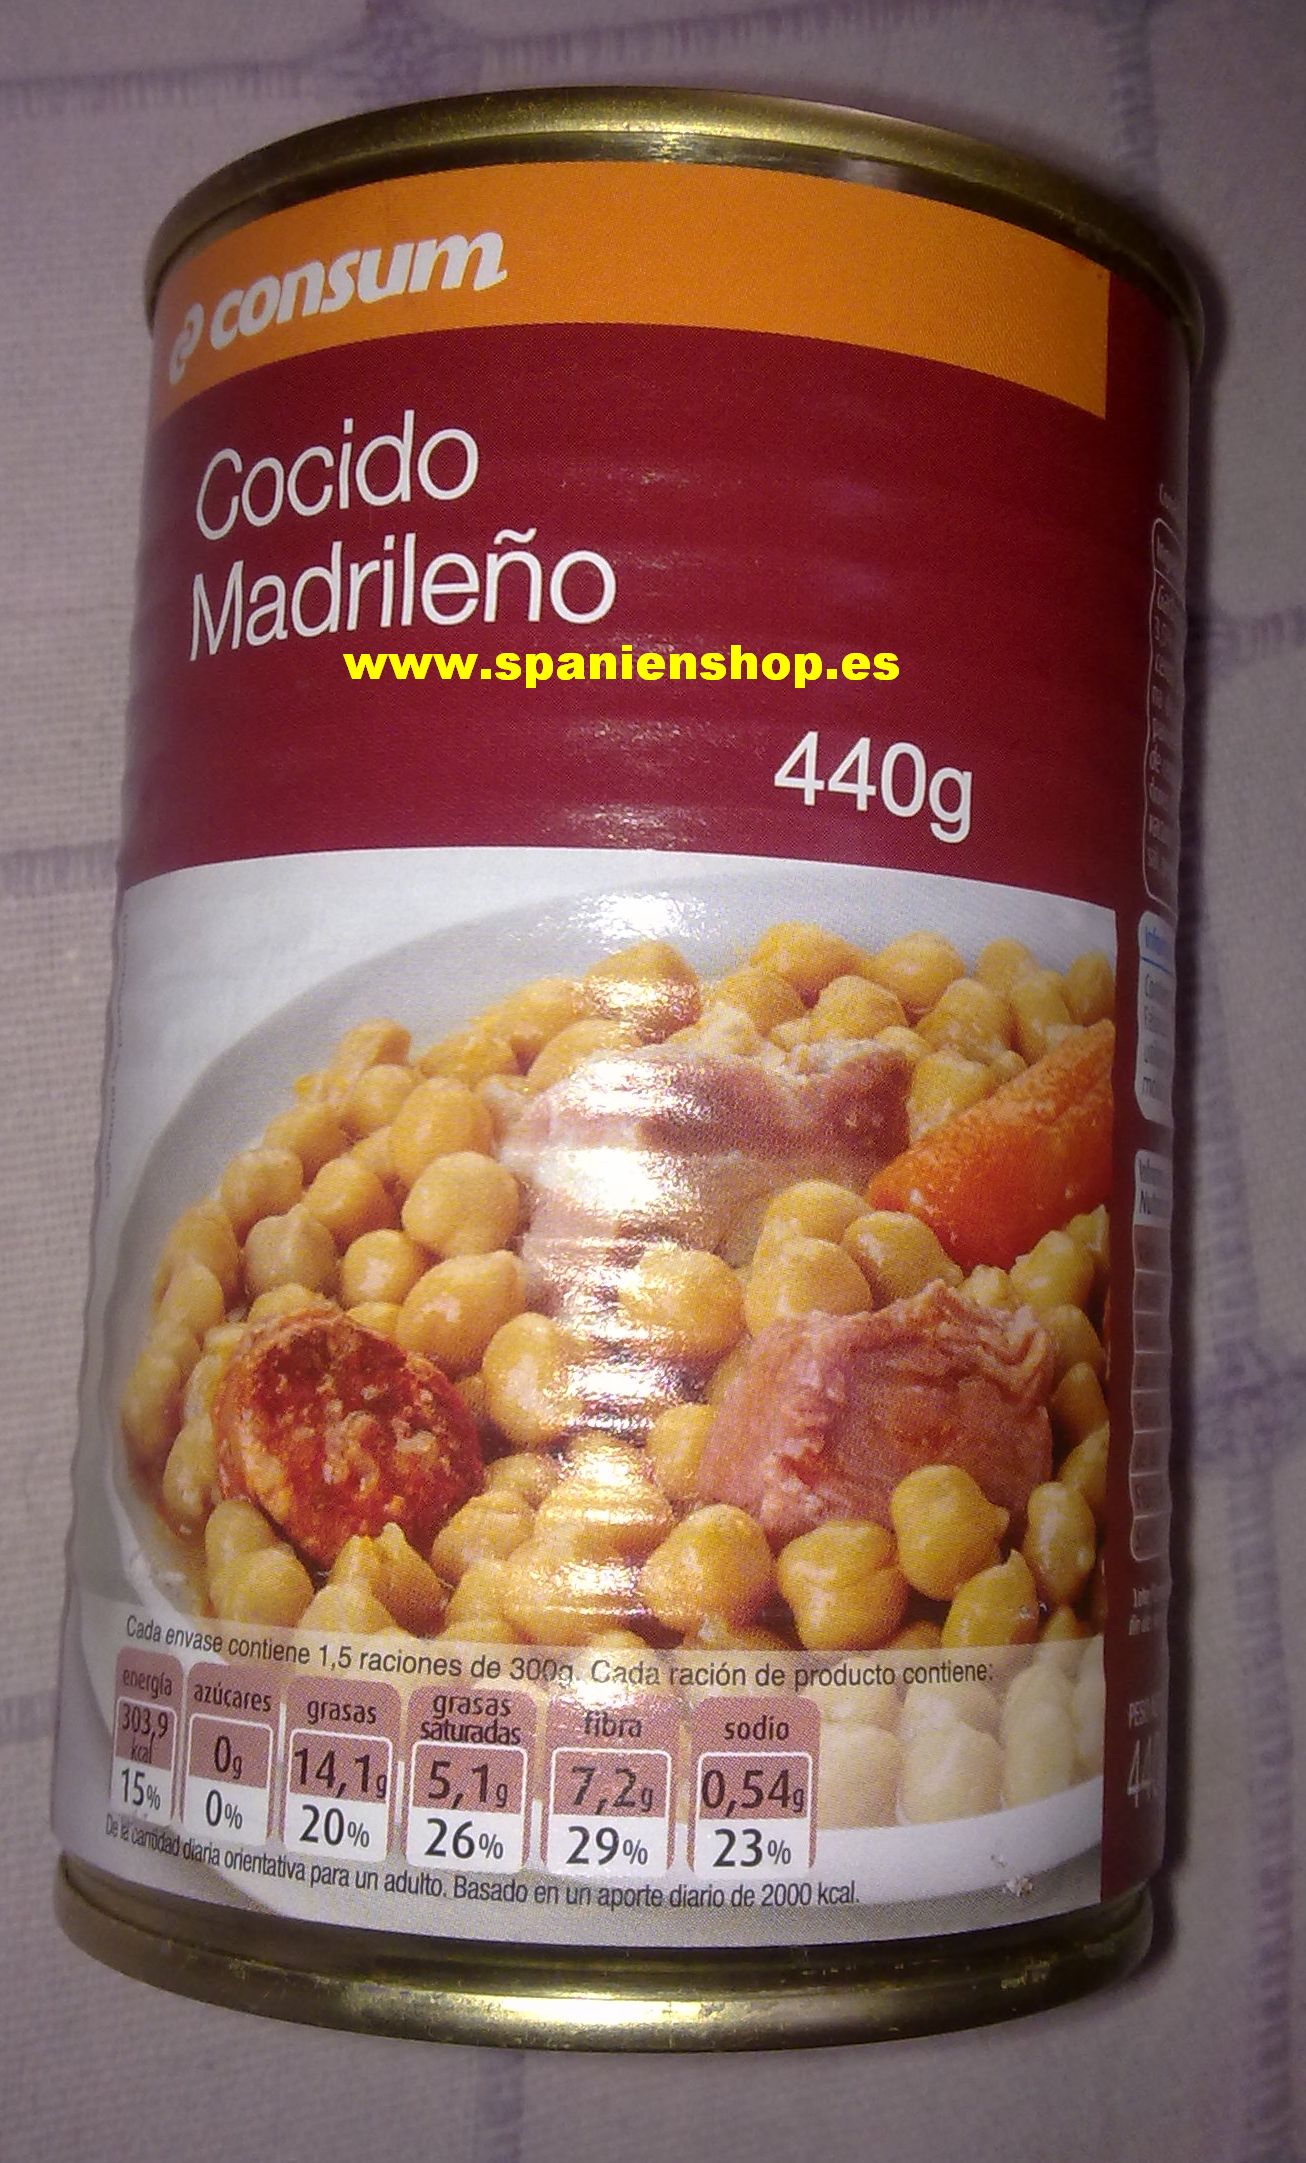 consum
Cocido
Madrileño
www.spanienshop.es
440g
Cada envase contiene 1,5 raciones de 300g. Cada ración de producto contiene:
energía azúcares grasas grasas saturadas fibra sodio
303,9 kcal 0g 14,1g 5,1g 7,2g 0,54g
15% 0% 20% 26% 29% 23%
De la cantidad diaria orientativa para un adulto. Basado en un aporte diario de 2000 kcal.